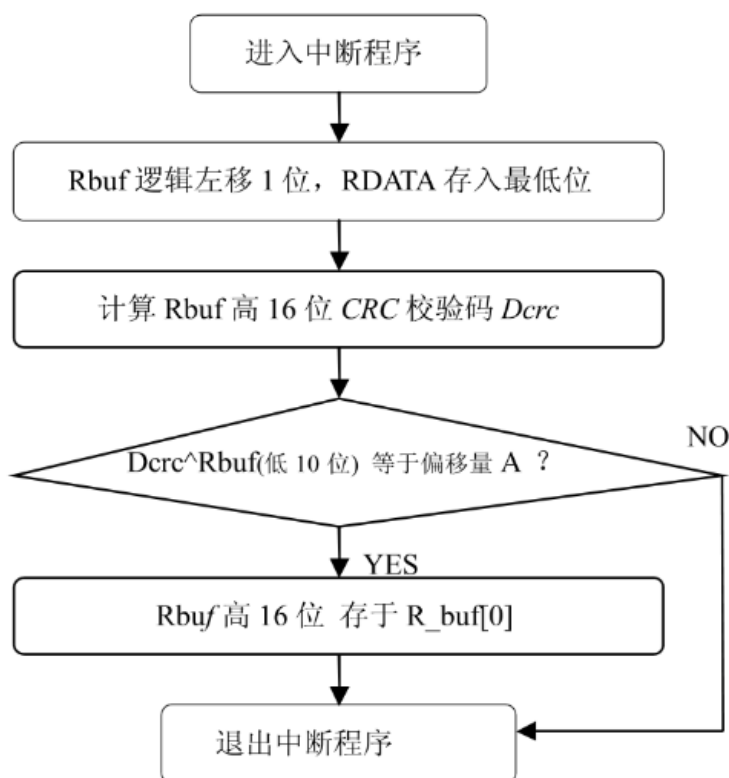 进入中断程序
Rbuf 逻辑左移 1 位，RDATA 存入最低位
计算 Rbuf 高 16 位 CRC 校验码 Dcrc
NO
Dcrc^Rbuf(低 10 位) 等于偏移量 A ？
YES
Rbuf 高 16 位 存于 R_buf[0]
退出中断程序